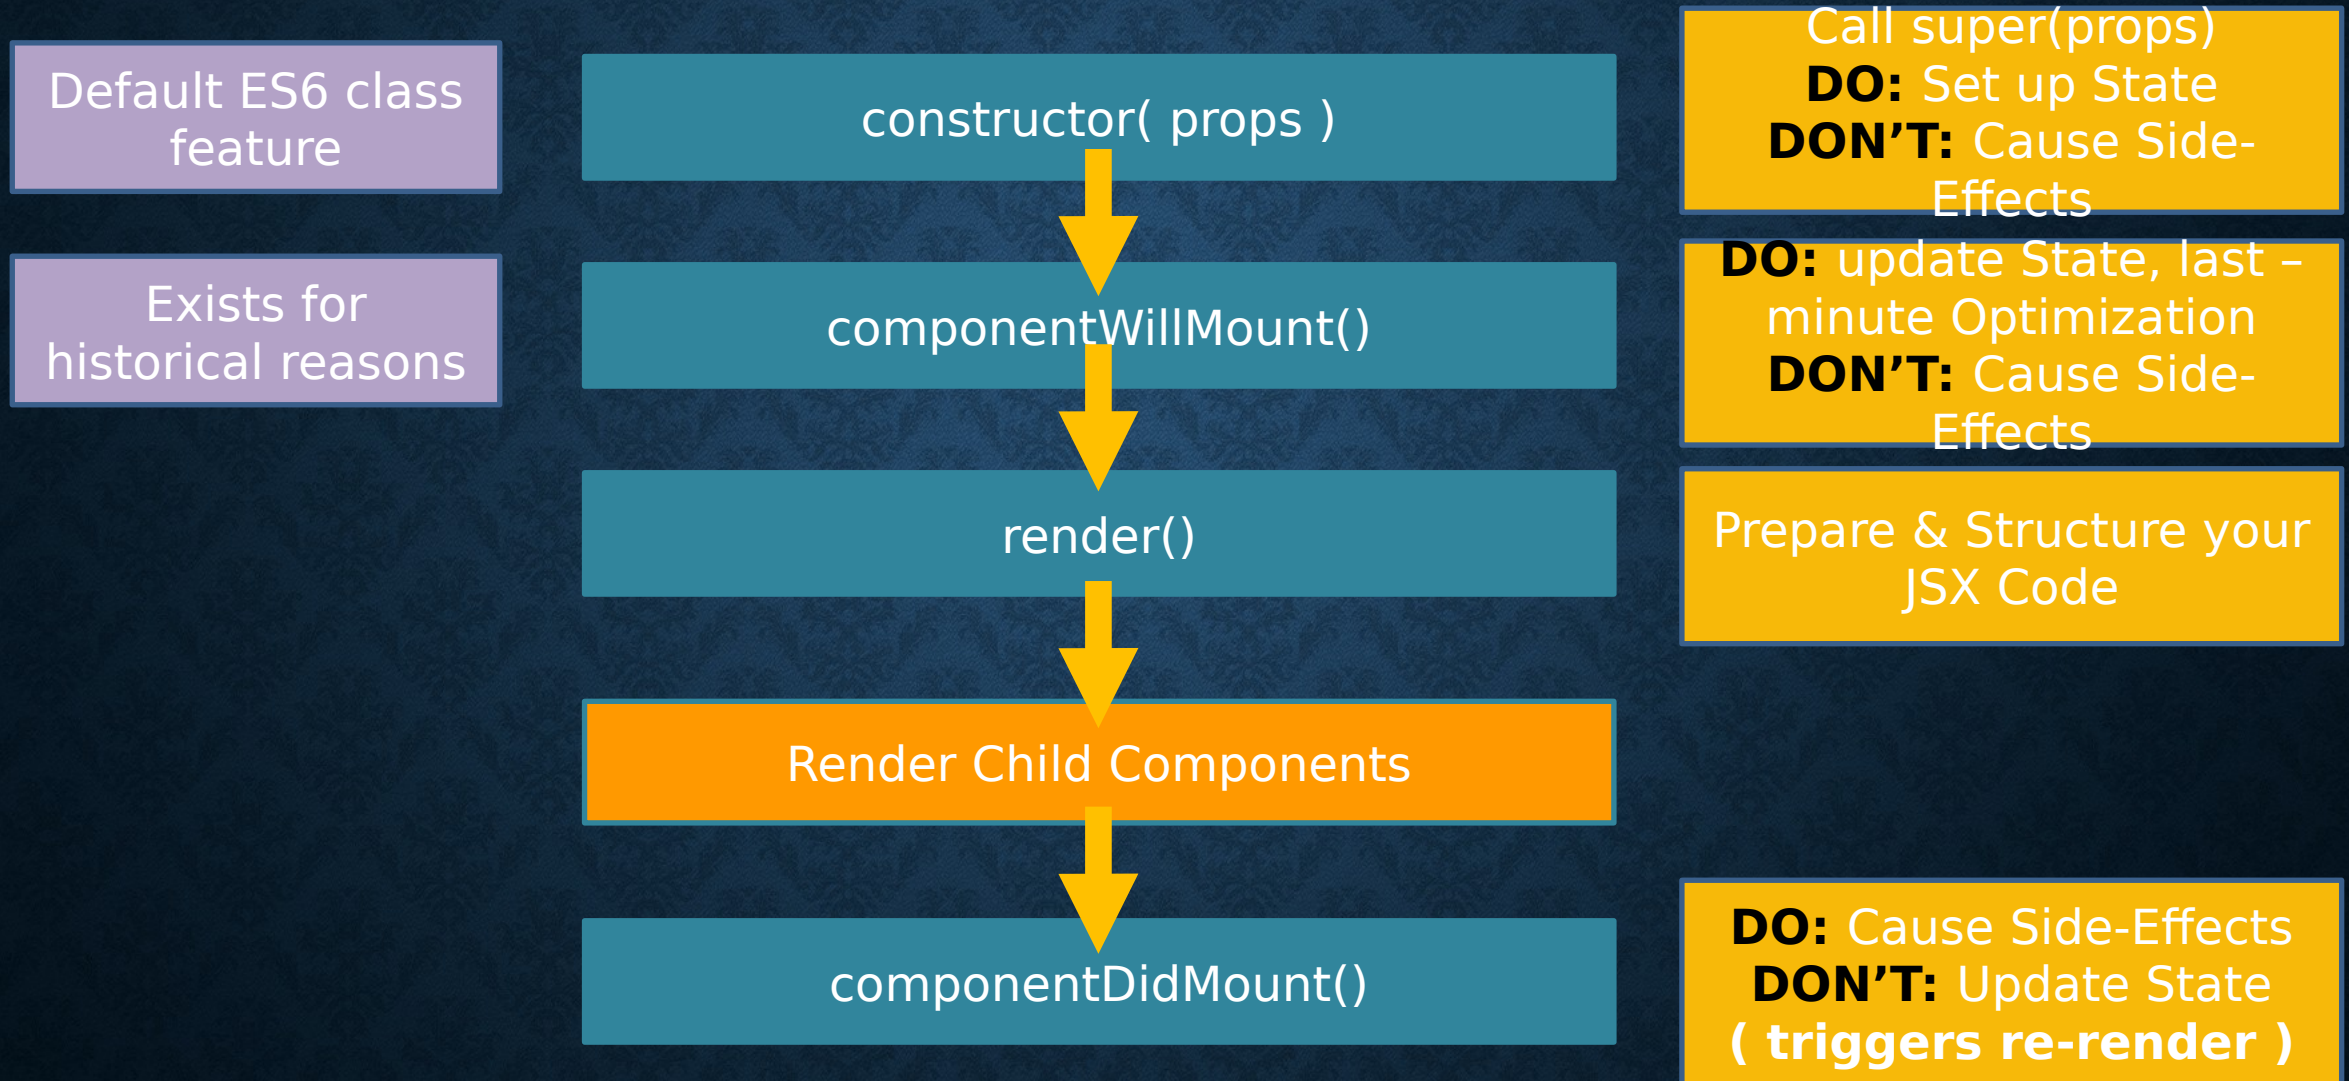 Default ES6 class
feature
constructor( props )
Call super(props)
DO: Set up State
DON’T: Cause Side-
Effects
Exists for
historical reasons
componentWillMount()
DO: update State, last –
minute Optimization
DON’T: Cause Side-
Effects
render()
Prepare & Structure your
JSX Code
Render Child Components
componentDidMount()
DO: Cause Side-Effects
DON’T: Update State
( triggers re-render )